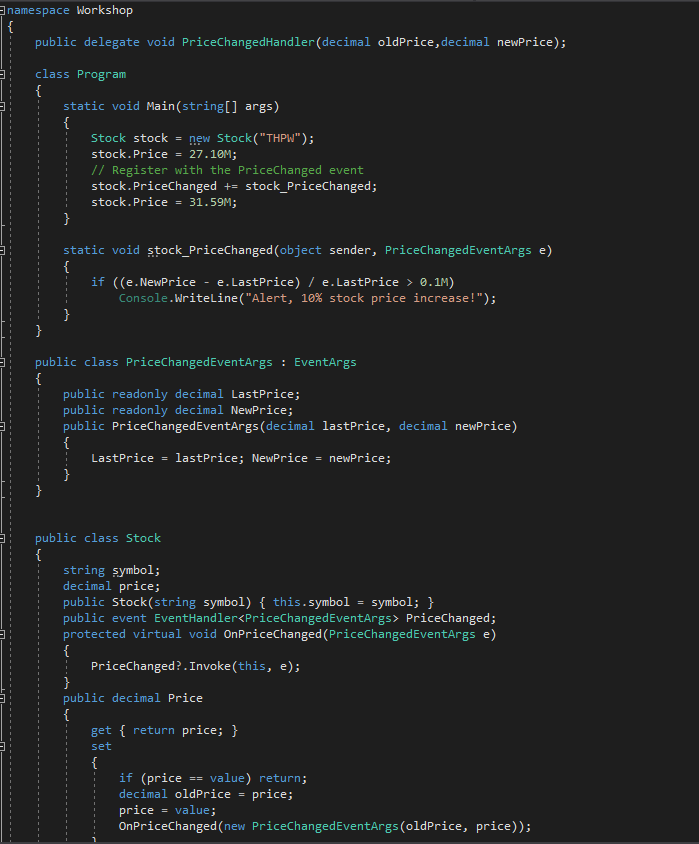 namespace Workshop
{
public delegate void PriceChangedHandler(decimal oldPrice,decimal newPrice);
class Program
{
static void Main(string[] args)
{
Stock stock = new Stock("THPW");
stock.Price = 27.10M;
// Register with the PriceChanged event
stock.PriceChanged += stock_PriceChanged;
stock.Price = 31.59M;
}
static void stock_PriceChanged(object sender, PriceChangedEventArgs e)
{
if ((e.NewPrice - e.LastPrice) / e.LastPrice > 0.1M)
Console.WriteLine("Alert, 10% stock price increase!");
}
}
public class PriceChangedEventArgs : EventArgs
{
public readonly decimal LastPrice;
public readonly decimal NewPrice;
public PriceChangedEventArgs(decimal lastPrice, decimal newPrice)
{
LastPrice = lastPrice; NewPrice = newPrice;
}
}
public class Stock
{
string symbol;
decimal price;
public Stock(string symbol) { this.symbol = symbol; }
public event EventHandler<PriceChangedEventArgs> PriceChanged;
protected virtual void OnPriceChanged(PriceChangedEventArgs e)
{
PriceChanged?.Invoke(this, e);
}
public decimal Price
{
get { return price; }
set
{
if (price == value) return;
decimal oldPrice = price;
price = value;
OnPriceChanged(new PriceChangedEventArgs(oldPrice, price));
}